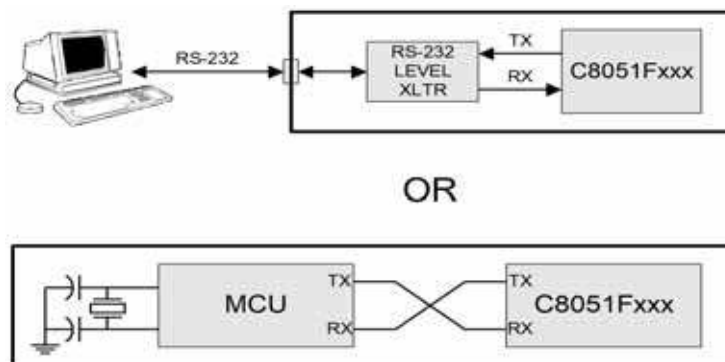 RS-232
RS-232
LEVEL
XLTR
TX
RX
C8051Fxxx
OR
MCU
TX
RX
TX
RX
C8051Fxxx